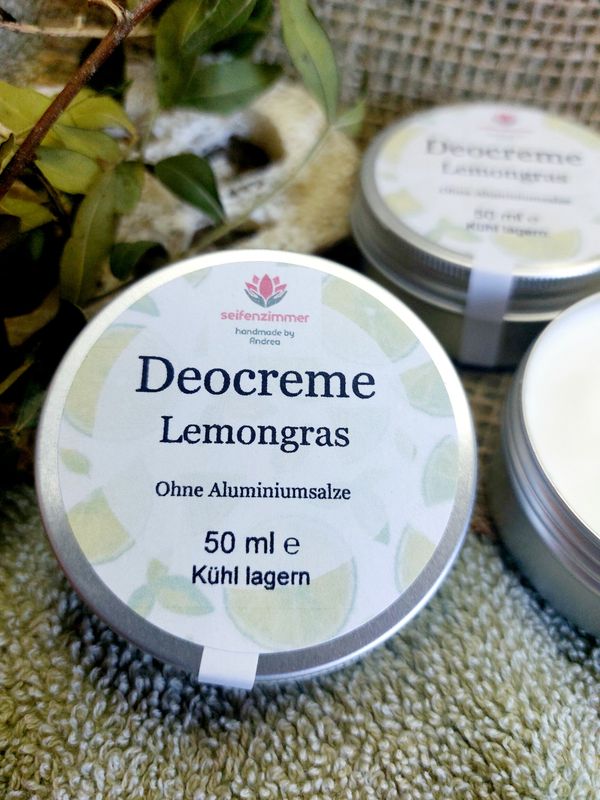 seifenzimmer
handmade by
Andrea
Deocreme
Lemongras
Ohne Aluminiumsalze
50 ml ℮
Kühl lagern
Deocreme
Lemongras
ohne Aluminiumsalze
50 ml ℮
Kühl lagern